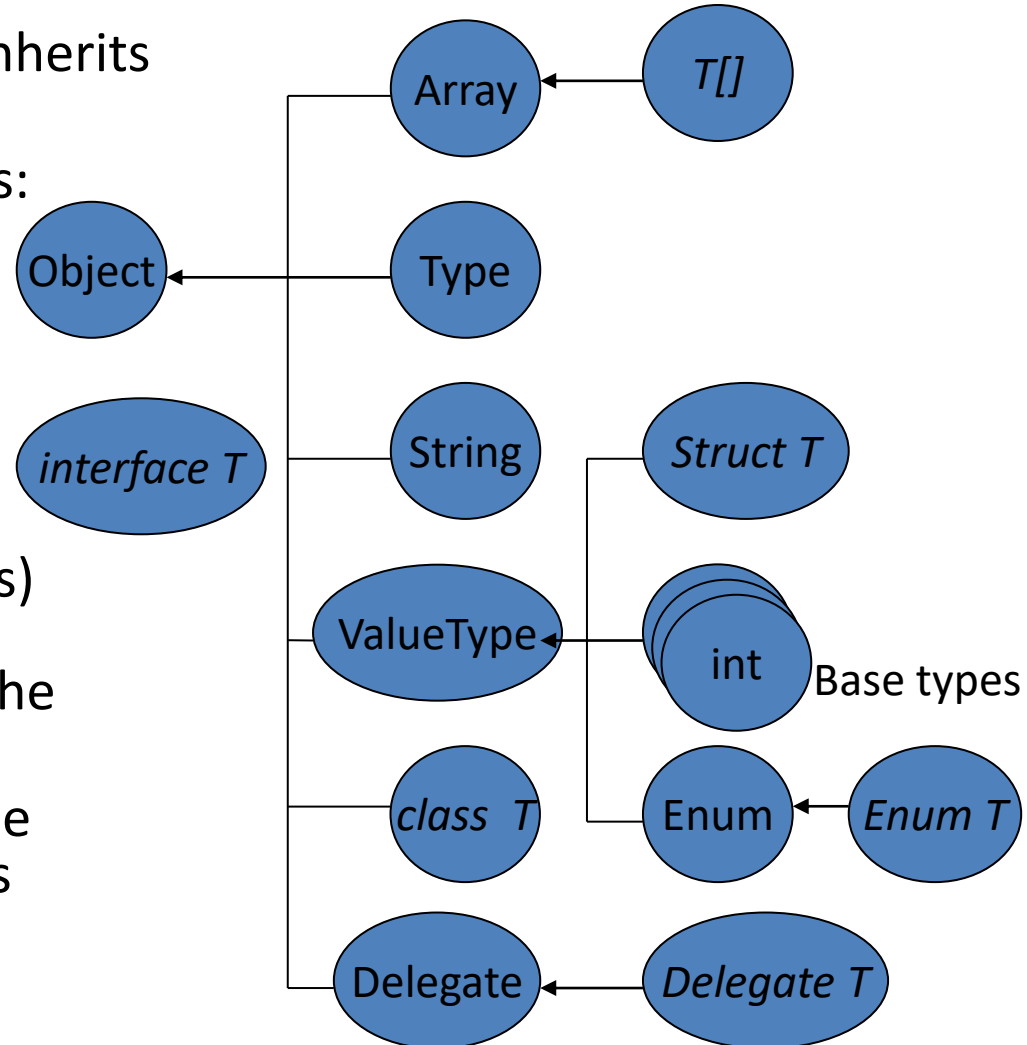 nherits
s:
s)
he
e
s
Array
T[]
Object
Type
interface T
String
Struct T
ValueType
int
Base types
class T
Enum
Enum T
Delegate
Delegate T